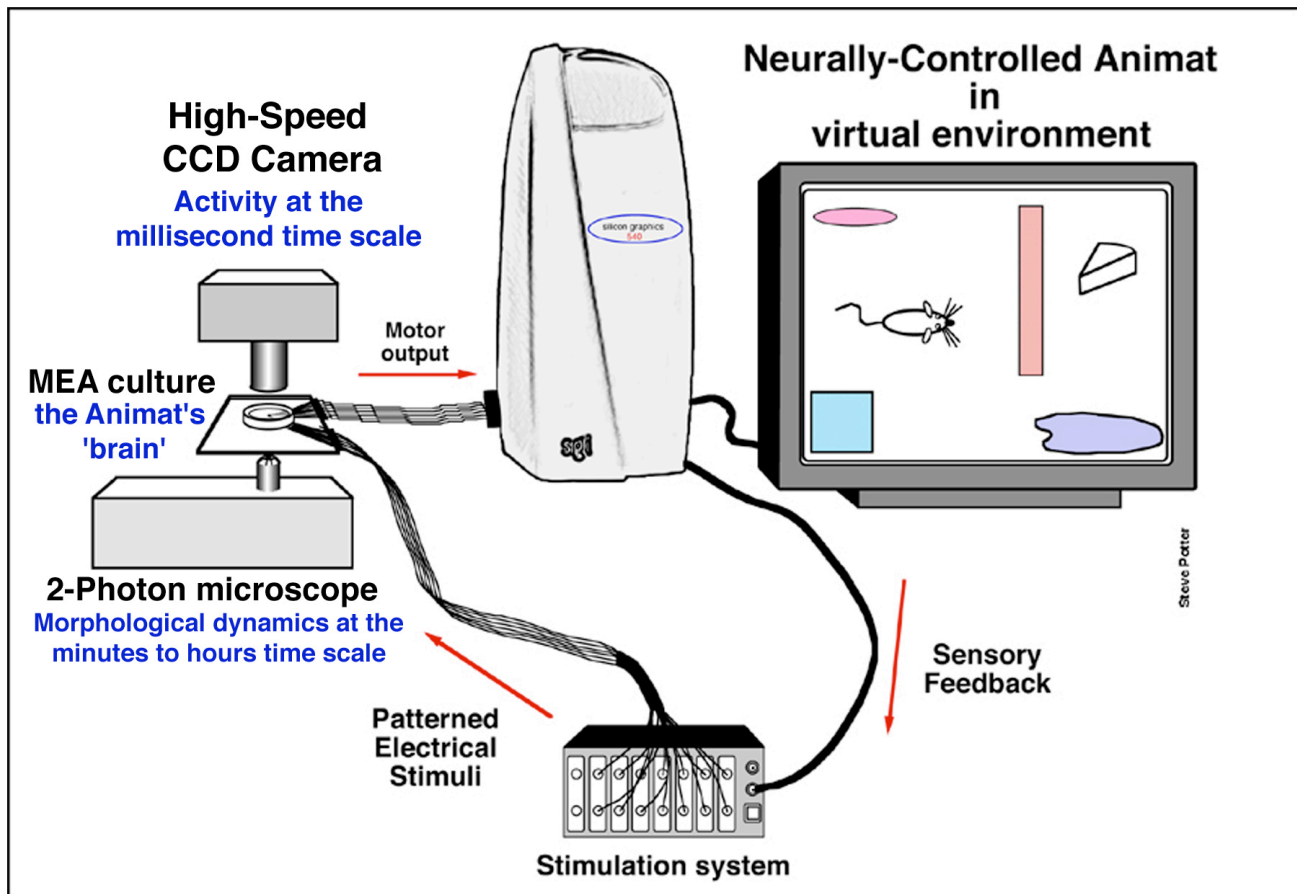 Neurally-Controlled Animat
in
virtual environment
High-Speed
CCD Camera
Activity at the
millisecond time scale
silicon graphics
540
Motor
output
MEA culture
the Animat's
'brain'
sgi
2-Photon microscope
Morphological dynamics at the
minutes to hours time scale
Steve Potter
Sensory
Feedback
Patterned
Electrical
Stimuli
Stimulation system